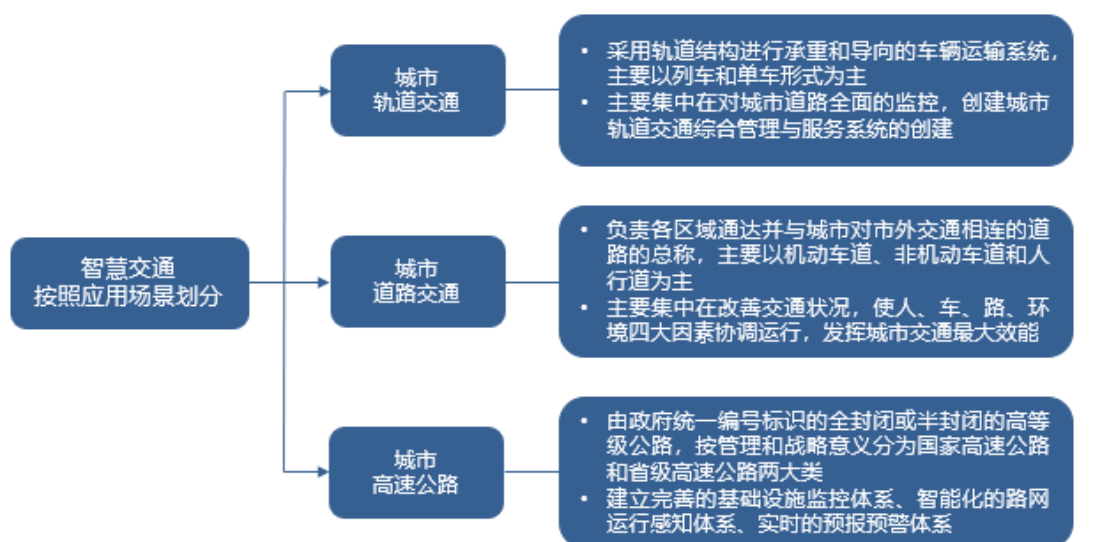 城市
轨道交通
• 采用轨道结构进行承重和导向的车辆运输系统，
主要以列车和单车形式为主
• 主要集中在对城市道路全面的监控，创建城市
轨道交通综合管理与服务系统的创建
智慧交通
按照应用场景划分
城市
道路交通
• 负责各区域通达并与城市对市外交通相连的道
路的总称，主要以机动车道、非机动车道和人
行道为主
• 主要集中在改善交通状况，使人、车、路、环
境四大因素协调运行，发挥城市交通最大效能
城市
高速公路
• 由政府统一编号标识的全封闭或半封闭的高等
级公路，按管理和战略意义分为国家高速公路
和省级高速公路两大类
• 建立完善的基础设施监控体系、智能化的路网
运行感知体系、实时的预报预警体系